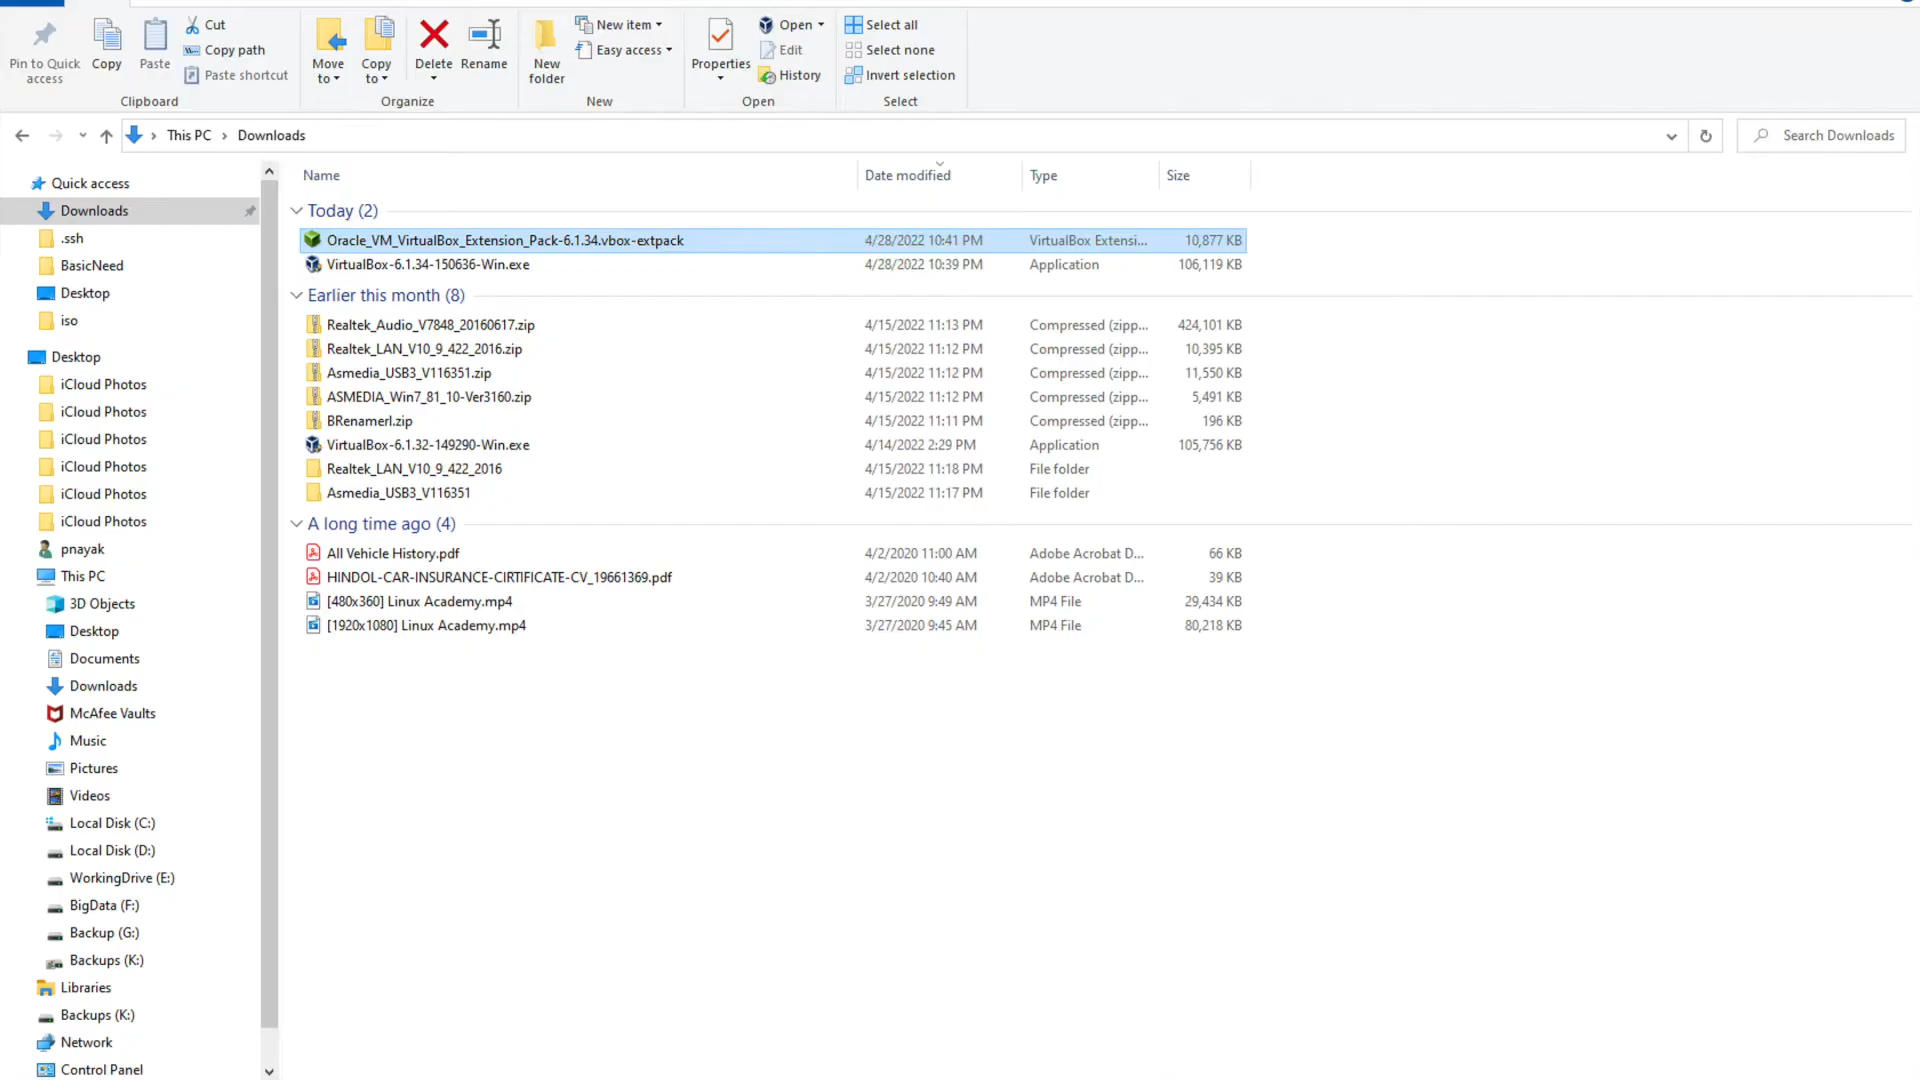 Pin to Quick access
Copy
Paste
Cut
Copy path
Paste shortcut
Clipboard
Move to
Copy to
Delete
Rename
Organize
New folder
New item
Easy access
New
Properties
Open
Edit
History
Open
Select all
Select none
Invert selection
Select
This PC
Downloads
Search Downloads
Quick access
Downloads
.ssh
BasicNeed
Desktop
iso
Desktop
iCloud Photos
iCloud Photos
iCloud Photos
iCloud Photos
iCloud Photos
iCloud Photos
pnayak
This PC
3D Objects
Desktop
Documents
Downloads
McAfee Vaults
Music
Pictures
Videos
Local Disk (C:)
Local Disk (D:)
WorkingDrive (E:)
BigData (F:)
Backup (G:)
Backups (K:)
Libraries
Backups (K:)
Network
Control Panel
Name Date modified Type Size
Today (2)
Oracle_VM_VirtualBox_Extension_Pack-6.1.34.vbox-extpack 4/28/2022 10:41 PM VirtualBox Extensi... 10,877 KB
VirtualBox-6.1.34-150636-Win.exe 4/28/2022 10:39 PM Application 106,119 KB
Earlier this month (8)
Realtek_Audio_V7848_20160617.zip 4/15/2022 11:13 PM Compressed (zipp... 424,101 KB
Realtek_LAN_V10_9_422_2016.zip 4/15/2022 11:12 PM Compressed (zipp... 10,395 KB
Asmedia_USB3_V116351.zip 4/15/2022 11:12 PM Compressed (zipp... 11,550 KB
ASMEDIA_Win7_81_10-Ver3160.zip 4/15/2022 11:12 PM Compressed (zipp... 5,491 KB
BRenamerl.zip 4/15/2022 11:11 PM Compressed (zipp... 196 KB
VirtualBox-6.1.32-149290-Win.exe 4/14/2022 2:29 PM Application 105,756 KB
Realtek_LAN_V10_9_422_2016 4/15/2022 11:18 PM File folder
Asmedia_USB3_V116351 4/15/2022 11:17 PM File folder
A long time ago (4)
All Vehicle History.pdf 4/2/2020 11:00 AM Adobe Acrobat D... 66 KB
HINDOL-CAR-INSURANCE-CIRTIFICATE-CV_19661369.pdf 4/2/2020 10:40 AM Adobe Acrobat D... 39 KB
[480x360] Linux Academy.mp4 3/27/2020 9:49 AM MP4 File 29,434 KB
[1920x1080] Linux Academy.mp4 3/27/2020 9:45 AM MP4 File 80,218 KB